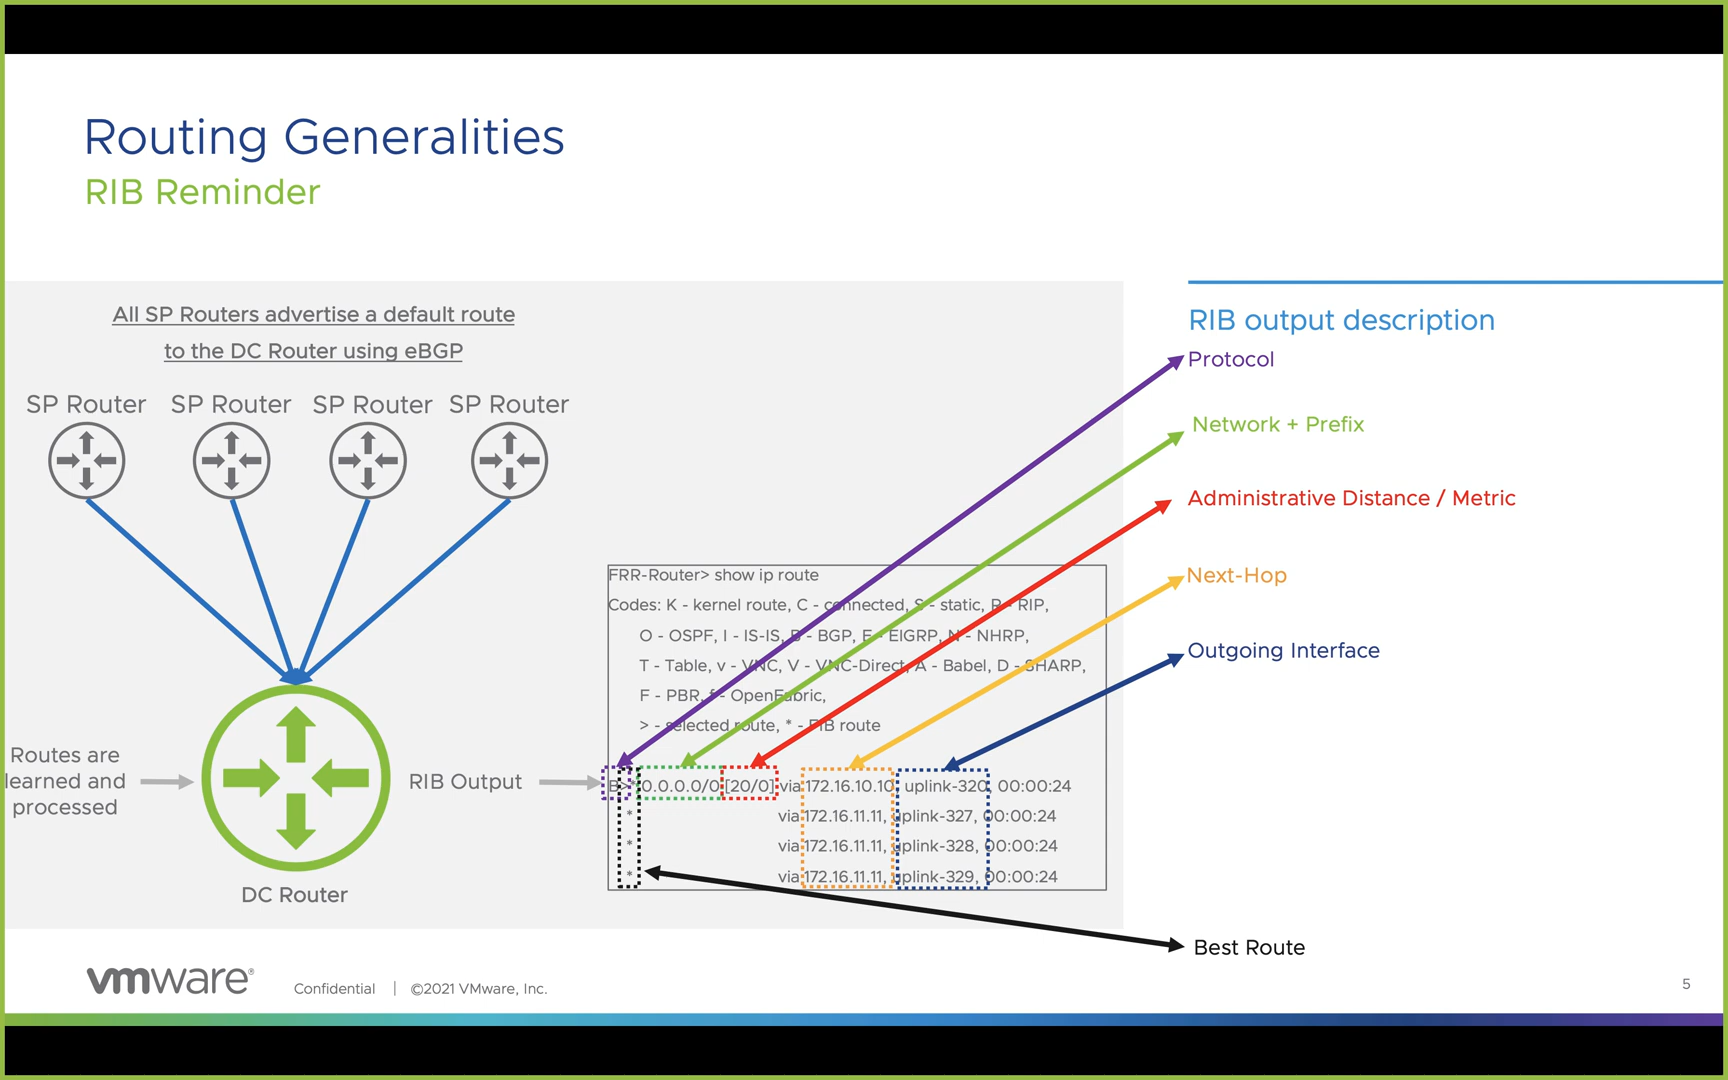 Routing Generalities
RIB Reminder
All SP Routers advertise a default route
to the DC Router using eBGP
SP Router SP Router SP Router SP Router
Routes are
learned and
processed
DC Router
RIB Output
FRR-Router> show ip route
Codes: K - kernel route, C - connected, S - static, R - RIP,
O - OSPF, I - IS-IS, B - BGP, E - EIGRP, N - NHRP,
T - Table, v - VNC, V - VNC-Direct, A - Babel, D - SHARP,
F - PBR, f - OpenFabric,
> - selected route, * - FIB route
B>* 0.0.0.0/0 [20/0] via 172.16.10.10, uplink-320, 00:00:24
* via 172.16.11.11, uplink-327, 00:00:24
* via 172.16.11.11, uplink-328, 00:00:24
* via 172.16.11.11, uplink-329, 00:00:24
RIB output description
Protocol
Network + Prefix
Administrative Distance / Metric
Next-Hop
Outgoing Interface
Best Route
vmware®
Confidential | ©2021 VMware, Inc.
5